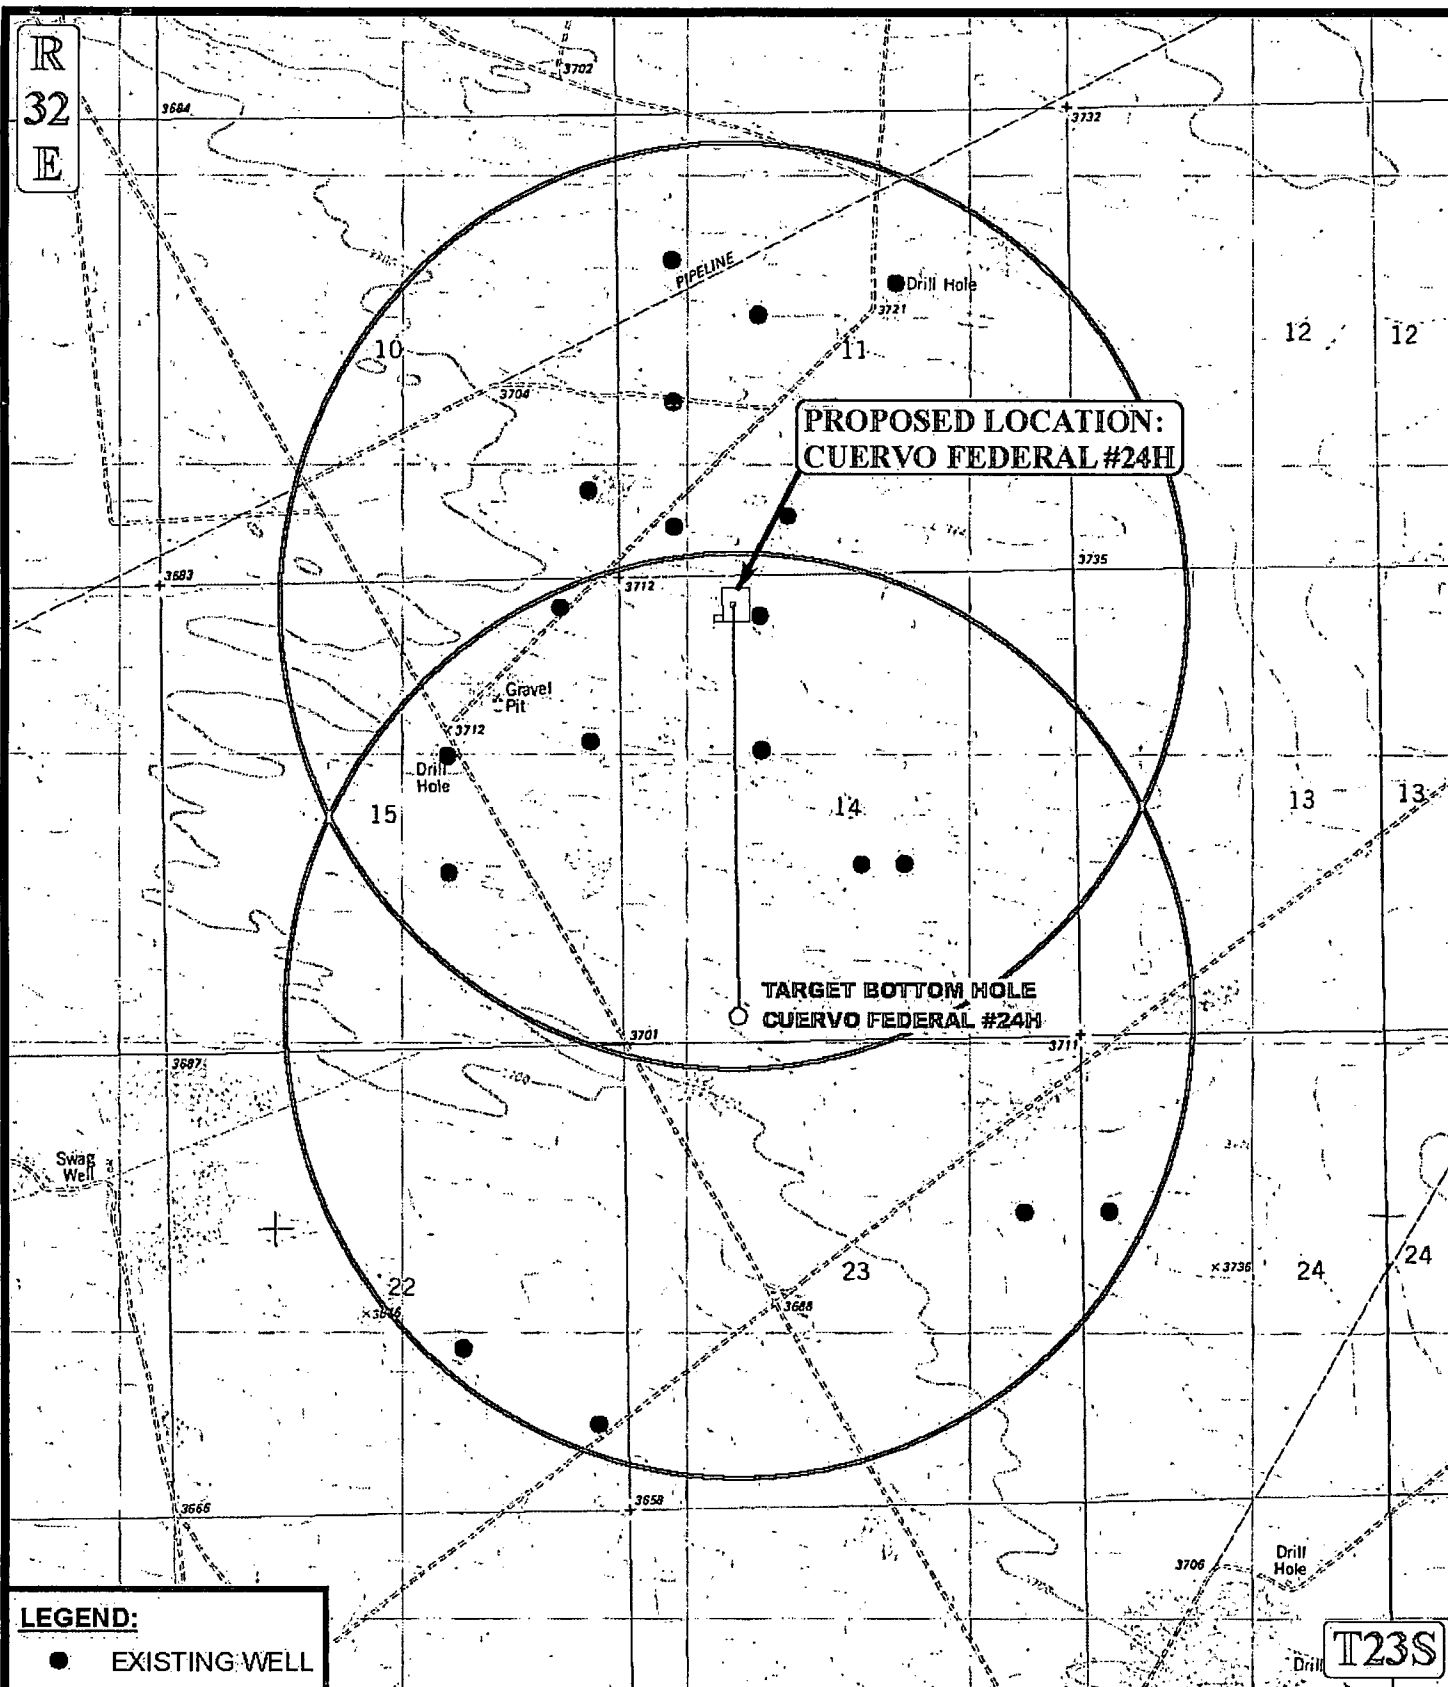 R
32
E
3702
3684
3732
PIPELINE
Drill Hole
3721
10
11
12
12
3704
PROPOSED LOCATION:
CUERVO FEDERAL #24H
3683
3712
3735
Gravel
Pit
3712
Drill
Hole
15
14
13
13
TARGET BOTTOM HOLE
CUERVO FEDERAL #24H
3701
3711
3687
Swag
Well
22
23
3736
24
24
3688
3666
3658
3706
Drill
Hole
LEGEND:
EXISTING WELL
Drill
T23S